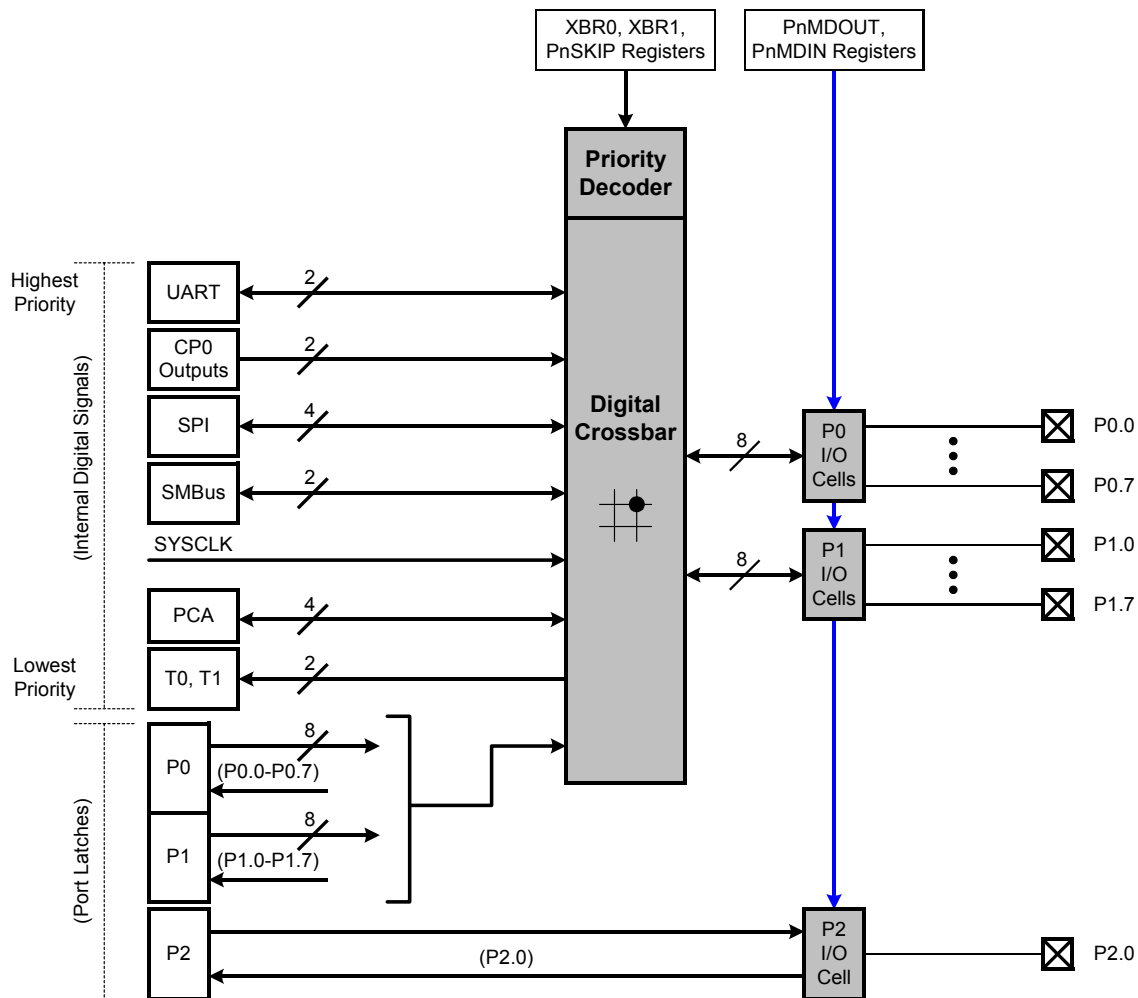 XBR0, XBR1,
PnSKIP Registers
PnMDOUT,
PnMDIN Registers
Priority
Decoder
Highest
Priority
(Internal Digital Signals)
UART
2
CP0
Outputs
2
SPI
4
SMBus
2
SYSCLK
PCA
4
Lowest
Priority
T0, T1
2
Digital
Crossbar
8
P0
I/O
Cells
P0.0
P0.7
8
P1
I/O
Cells
P1.0
P1.7
(Port Latches)
P0
8
(P0.0-P0.7)
P1
8
(P1.0-P1.7)
P2
(P2.0)
P2
I/O
Cell
P2.0